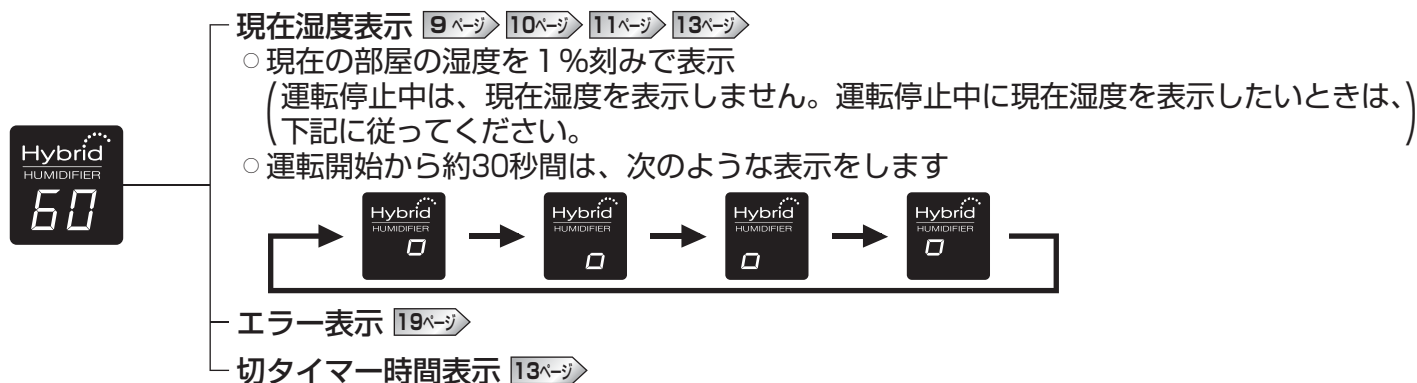 現在湿度表示 9ページ 10ページ 11ページ 13ページ
○現在の部屋の湿度を1%刻みで表示
(運転停止中は、現在湿度を表示しません。運転停止中に現在湿度を表示したいときは、
下記に従ってください。)
Hybrid
HUMIDIFIER
60
○運転開始から約30秒間は、次のような表示をします
Hybrid Hybrid Hybrid Hybrid
HUMIDIFIER HUMIDIFIER HUMIDIFIER HUMIDIFIER
エラー表示 19ページ
切タイマー時間表示 13ページ